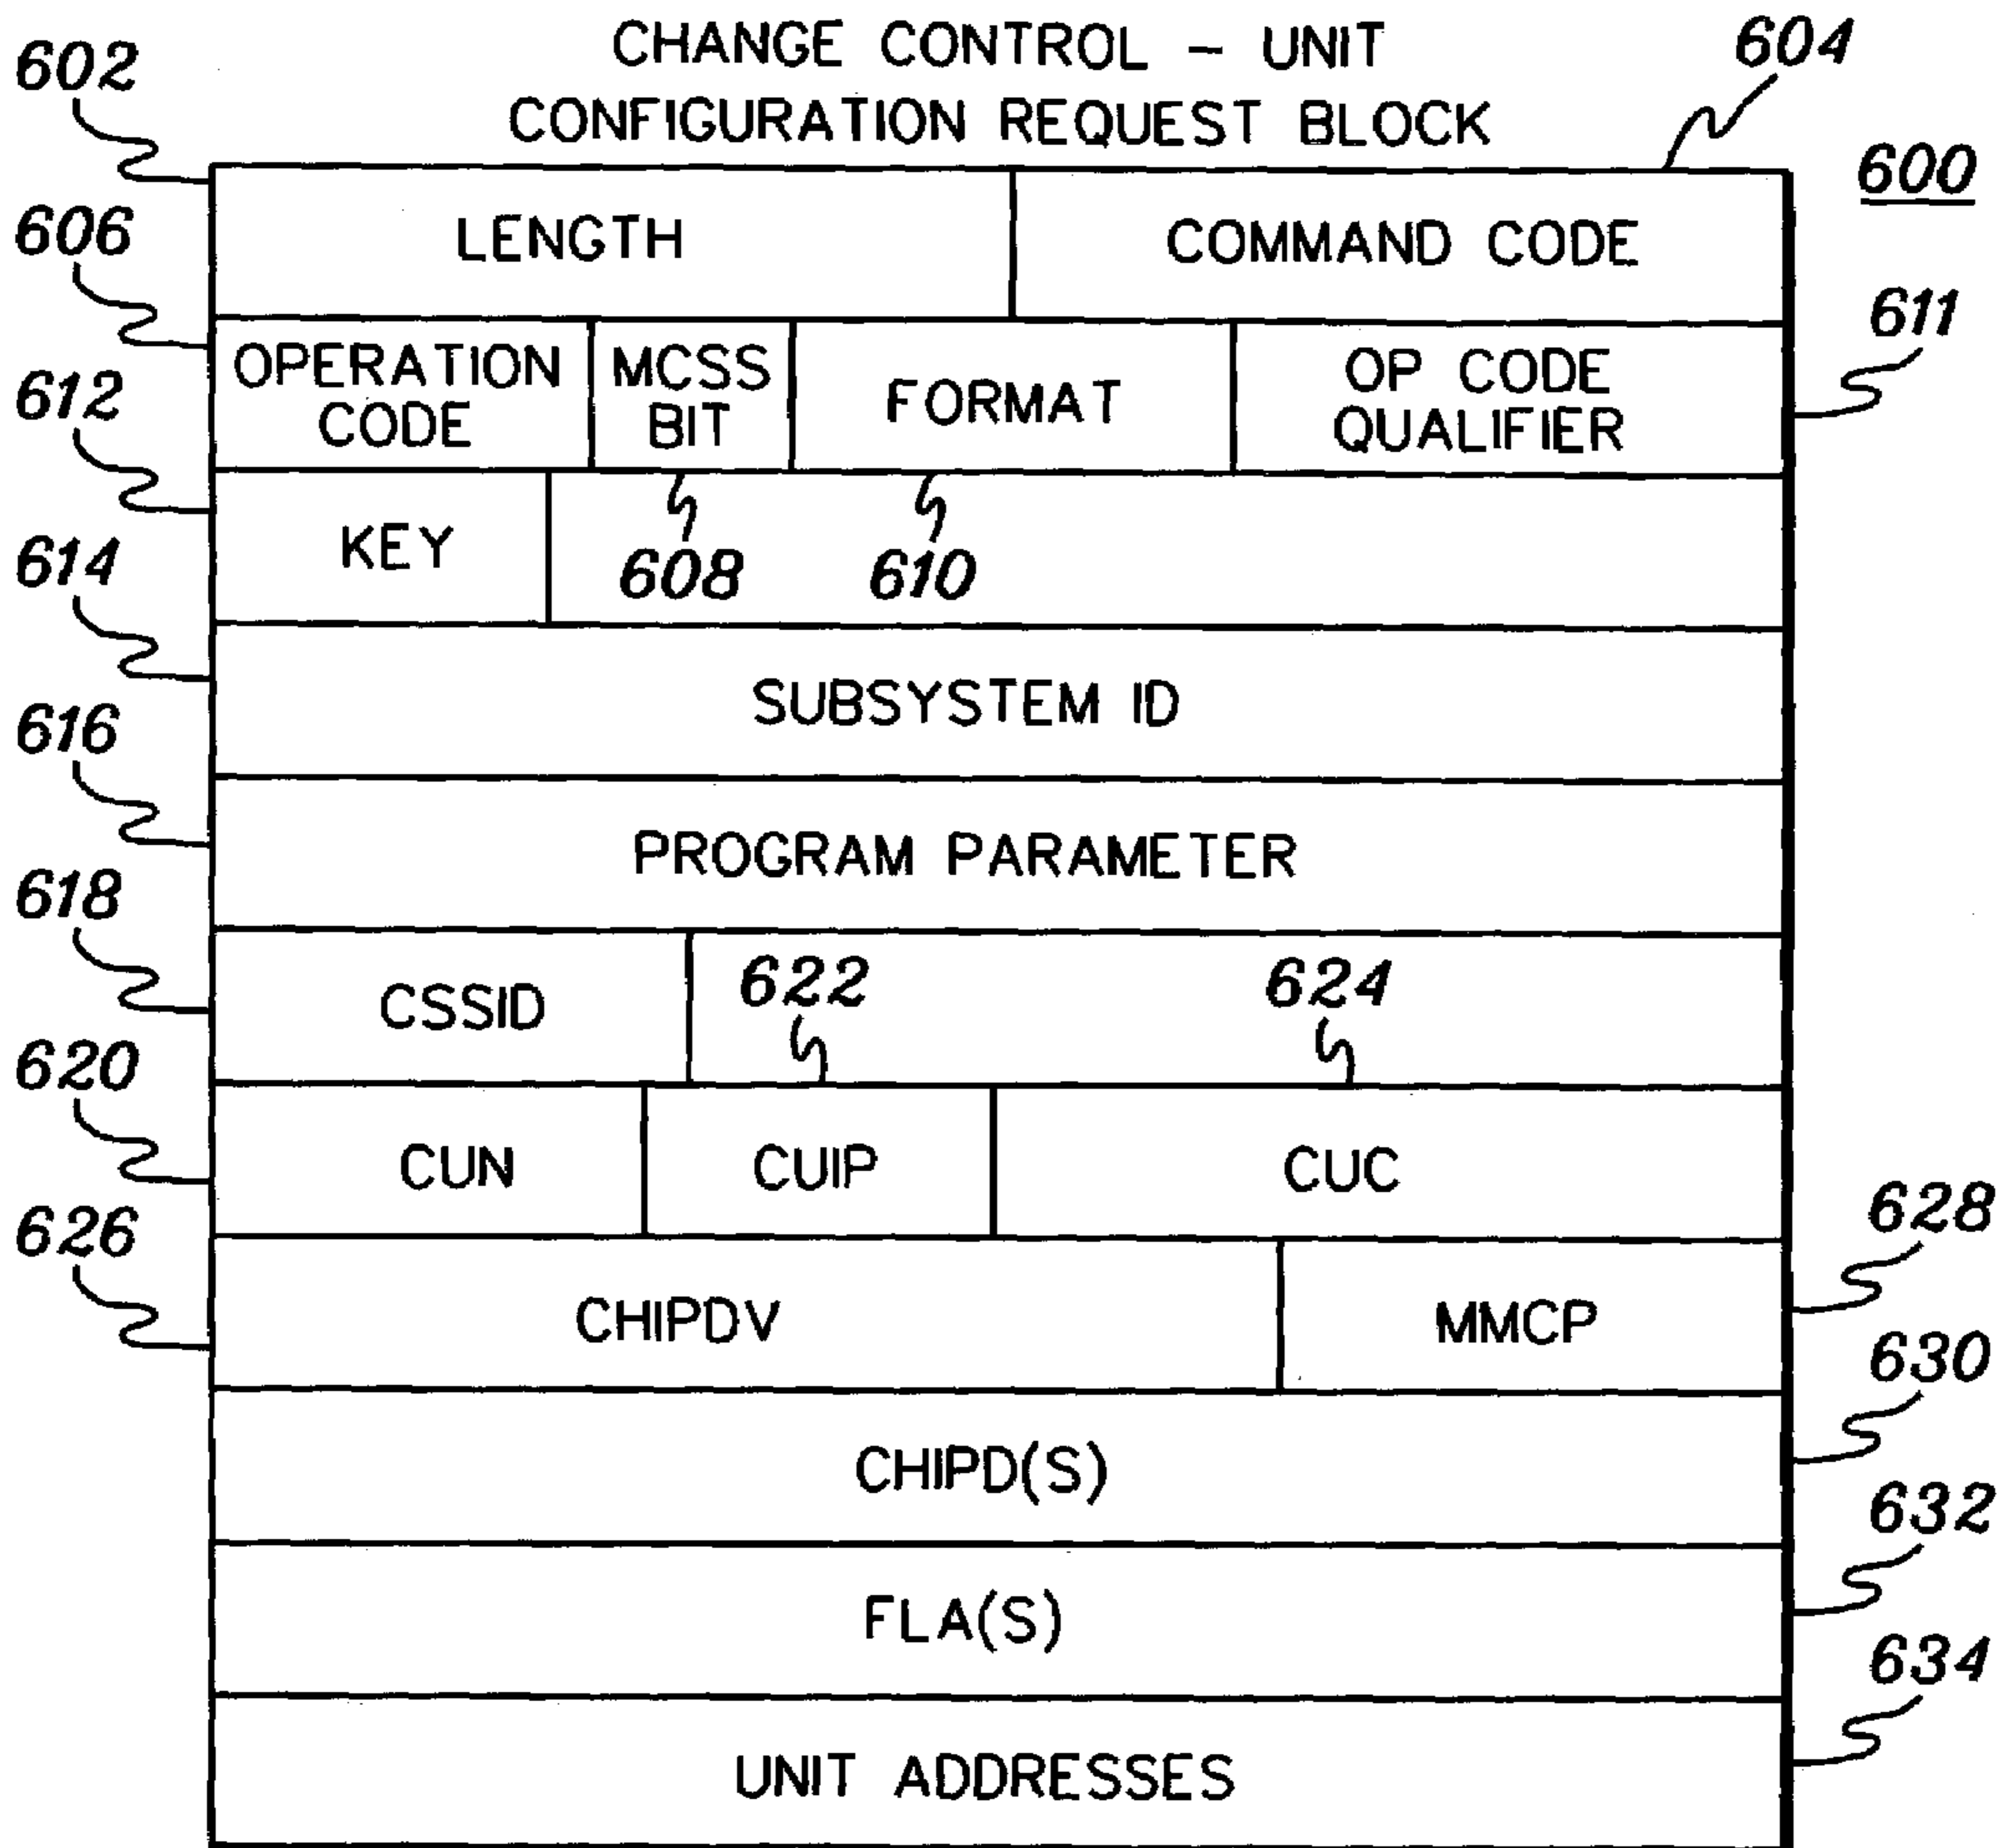 CHANGE CONTROL – UNIT
CONFIGURATION REQUEST BLOCK
600
602
604
LENGTH
COMMAND CODE
606
OPERATION
CODE
MCSS
BIT
FORMAT
OP CODE
QUALIFIER
611
612
KEY
608
610
614
SUBSYSTEM ID
616
PROGRAM PARAMETER
618
CSSID
622
624
620
CUN
CUIP
CUC
626
CHIPDV
MMCP
628
CHIPD(S)
630
FLA(S)
632
UNIT ADDRESSES
634